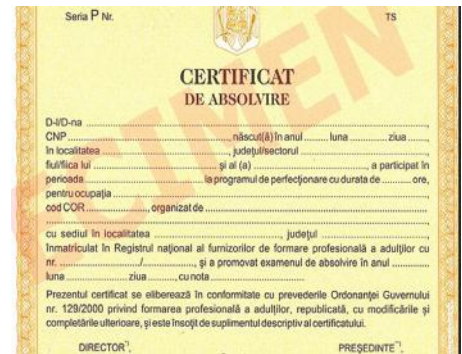 Seria P Nr. TS
CERTIFICAT
DE ABSOLVIRE
D-l/D-na ......................................................................
CNP ........................................, născut(ă) în anul ........ luna ......... ziua ......,
în localitatea ........................................, județul/sectorul ................................,
fiul/fiica lui ................................ și al (a) ................................, a participat în
perioada ................................ la programul de perfecționare cu durata de .......... ore,
pentru ocupația ......................................................................
cod COR ................, organizat de ................................................
......................................................................
cu sediul în localitatea ................................, județul ................................
înmatriculat în Registrul național al furnizorilor de formare profesională a adulților cu
nr. ................/................, și a promovat examenul de absolvire în anul ............
luna ............ ziua ............, cu nota ................
Prezentul certificat se eliberează în conformitate cu prevederile Ordonanței Guvernului
nr. 129/2000 privind formarea profesională a adulților, republicată, cu modificările și
completările ulterioare, și este însoțit de suplimentul descriptiv al certificatului.
DIRECTOR*), PREȘEDINTE*),
ECIMEN